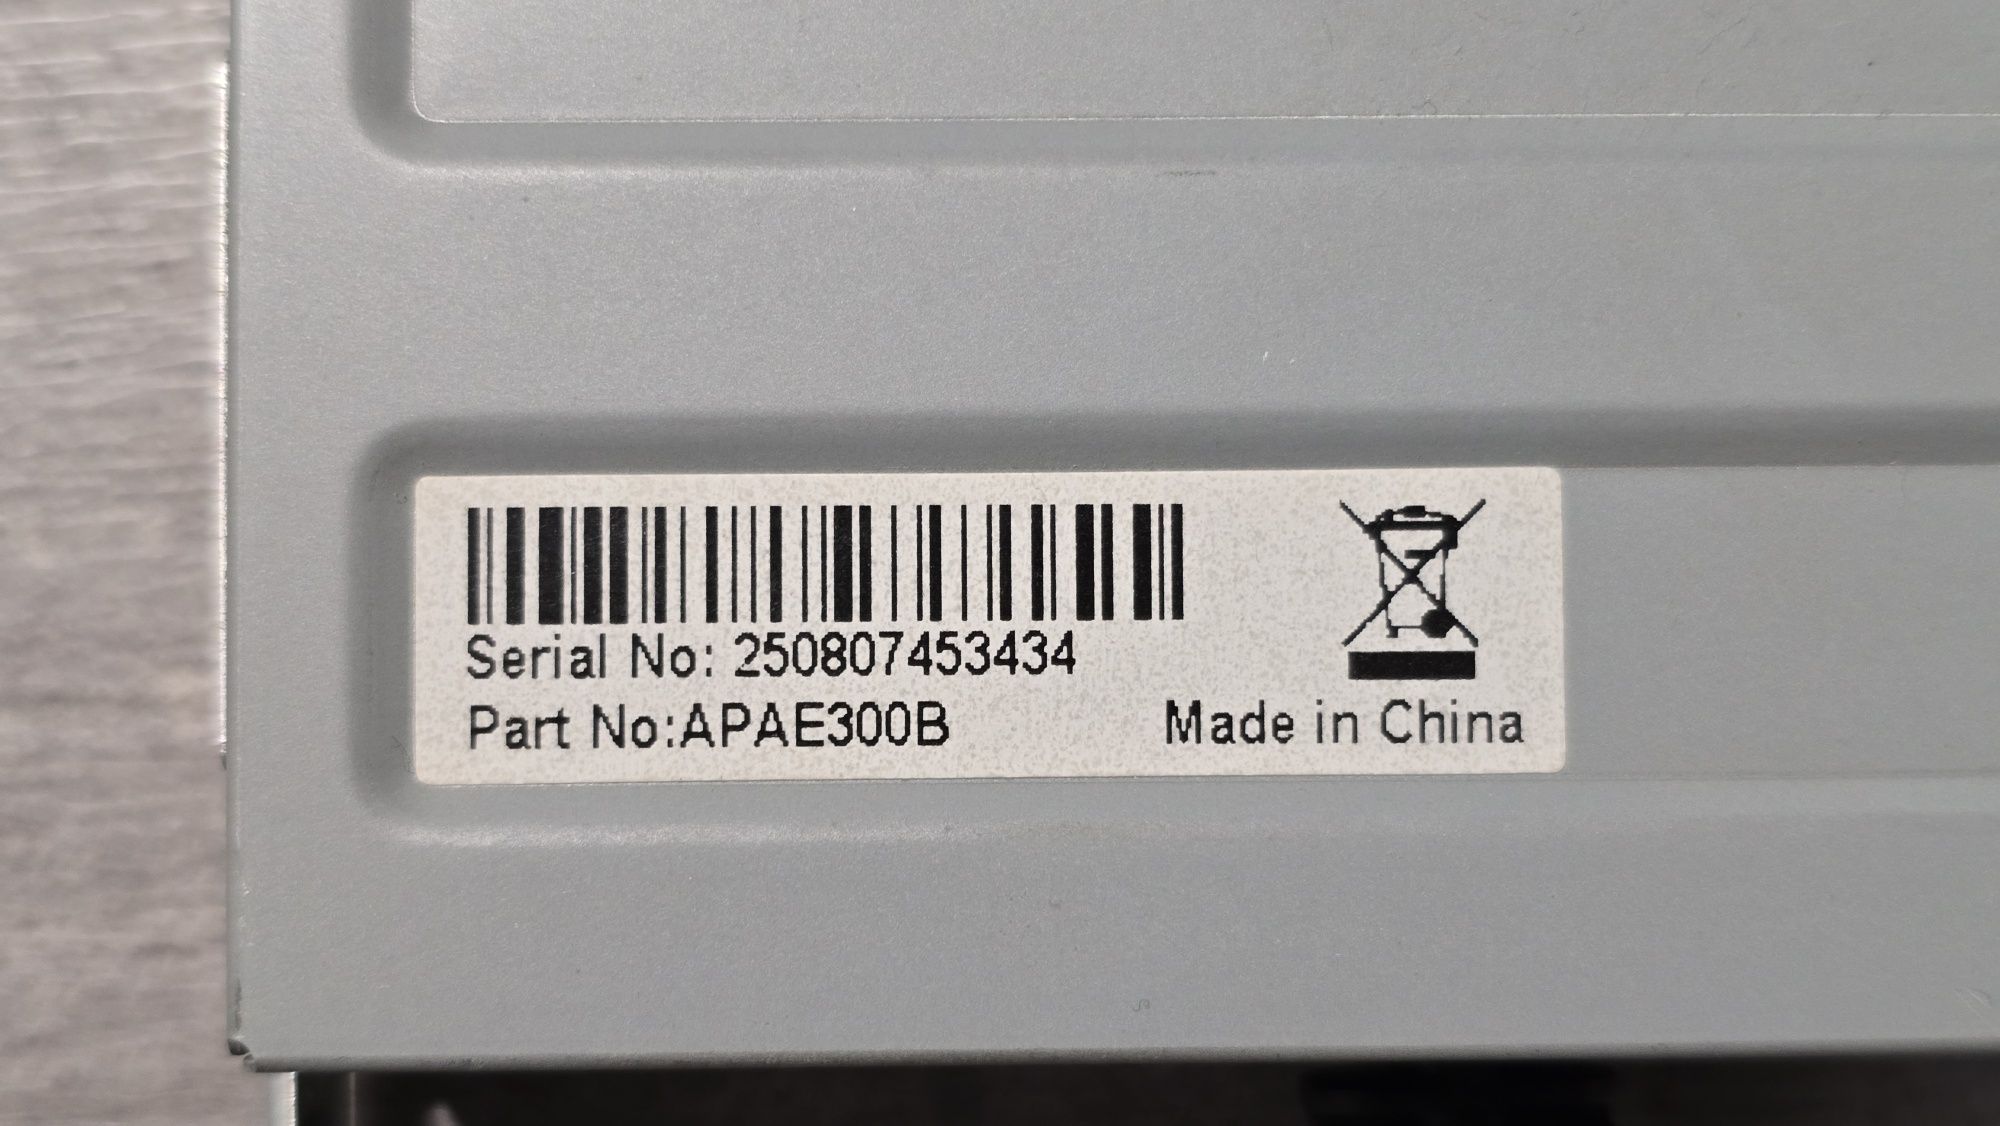 Serial No: 250807453434
Part No:APAE300B
Made in China